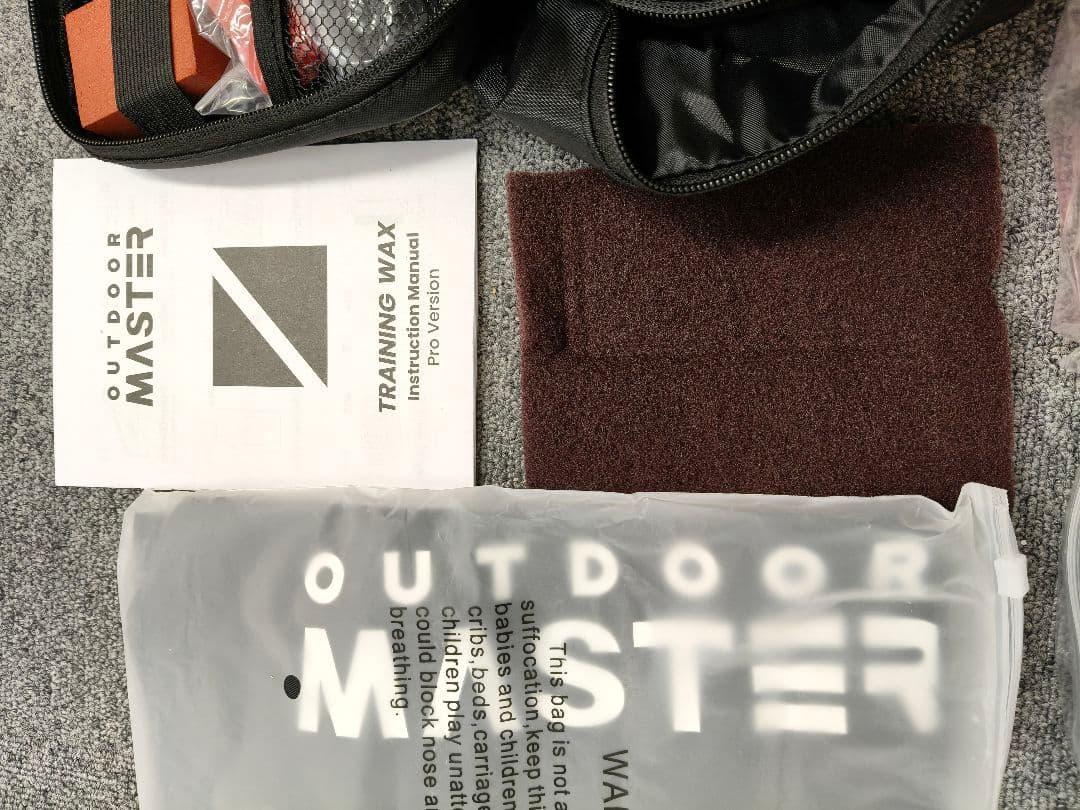 OUTDOOR
MASTER
TRAINING WAX
Instruction Manual
Pro Version
OUTDOOR
MASTER
This bag is not a
suffocation,keep thi
babies and children
cribs,beds,carriage
children play unatt
could block nose a
breathing.